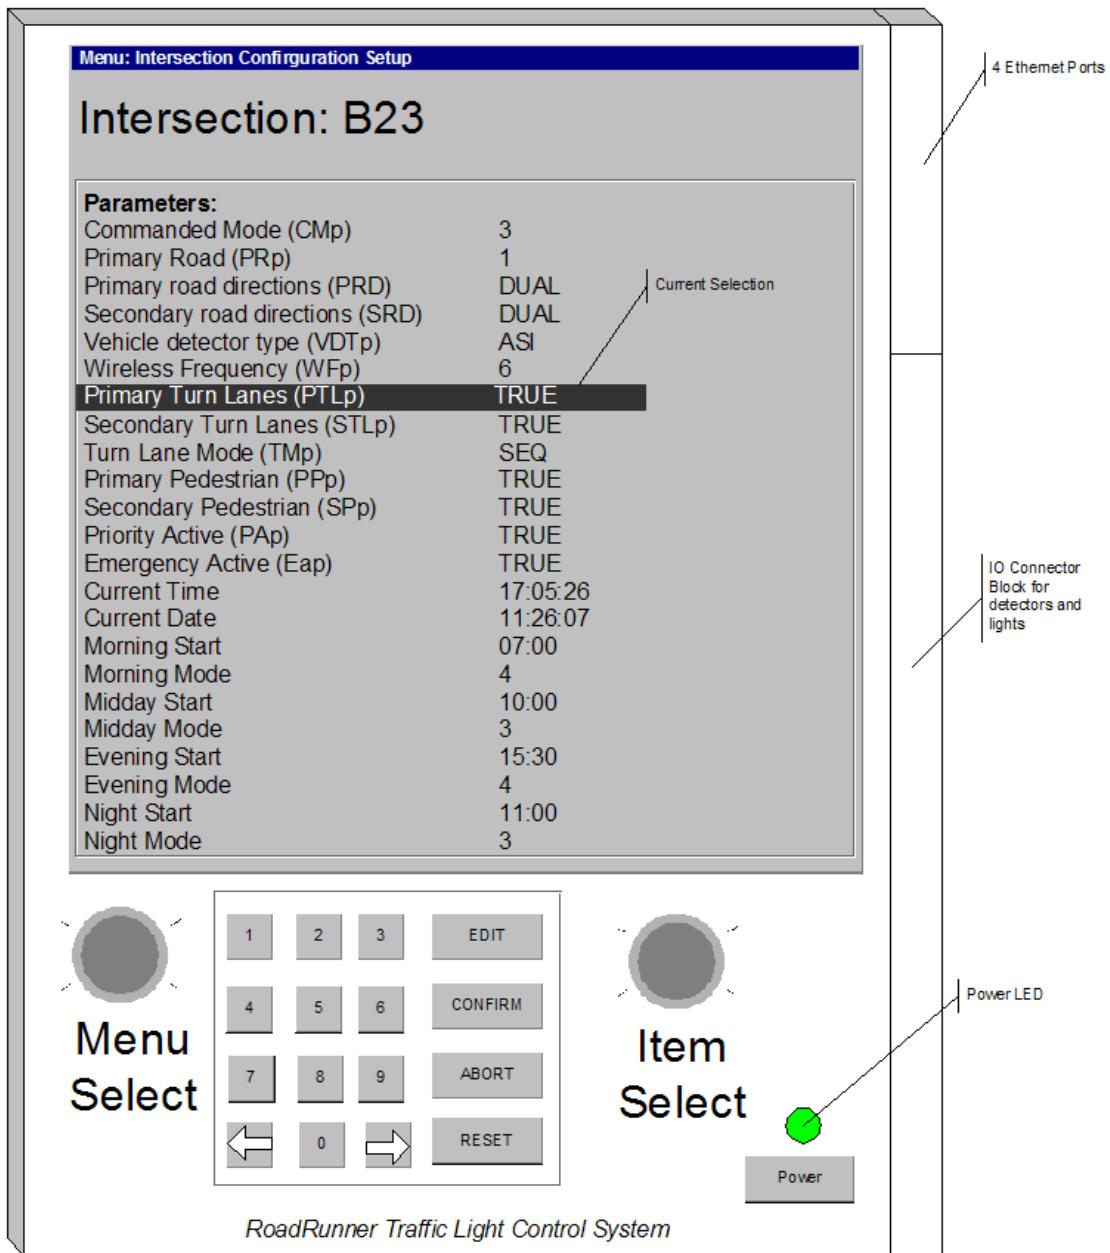 Menu: Intersection Confirguration Setup
4 Ethernet Ports
Intersection: B23
Parameters:
Commanded Mode (CMp) 3
Primary Road (PRp) 1
Primary road directions (PRD) DUAL
Current Selection
Secondary road directions (SRD) DUAL
Vehicle detector type (VDTp) ASI
Wireless Frequency (WFp) 6
Primary Turn Lanes (PTLp) TRUE
Secondary Turn Lanes (STLp) TRUE
Turn Lane Mode (TMp) SEQ
Primary Pedestrian (PPp) TRUE
Secondary Pedestrian (SPp) TRUE
Priority Active (PAp) TRUE
Emergency Active (Eap) TRUE
Current Time 17:05:26
Current Date 11:26:07
Morning Start 07:00
Morning Mode 4
Midday Start 10:00
Midday Mode 3
Evening Start 15:30
Evening Mode 4
Night Start 11:00
Night Mode 3
IO Connector
Block for
detectors and
lights
1 2 3 EDIT
4 5 6 CONFIRM
7 8 9 ABORT
0 RESET
Menu
Select
Item
Select
Power LED
Power
RoadRunner Traffic Light Control System